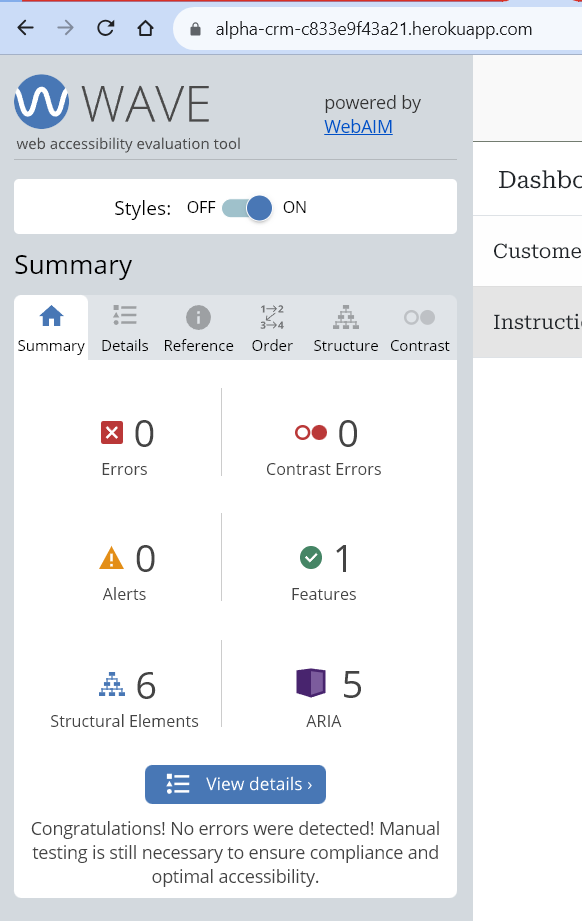 alpha-crm-c833e9f43a21.herokuapp.com
WAVE
web accessibility evaluation tool
powered by
WebAIM
Styles: OFF ON
Summary
Summary Details Reference Order Structure Contrast
0
Errors
0
Contrast Errors
0
Alerts
1
Features
6
Structural Elements
5
ARIA
View details ›
Congratulations! No errors were detected! Manual
testing is still necessary to ensure compliance and
optimal accessibility.
Dashbo
Custome
Instructi